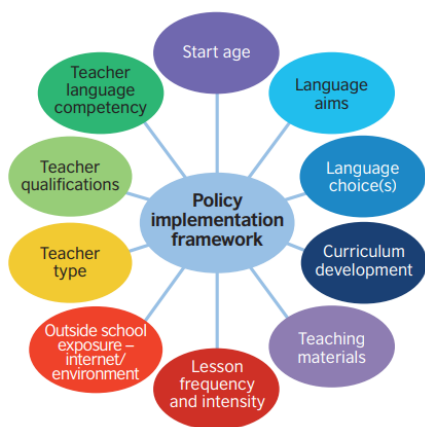 Start age
Language
aims
Language
choice(s)
Curriculum
development
Teaching
materials
Lesson
frequency
and intensity
Outside school
exposure –
internet/
environment
Teacher
type
Teacher
qualifications
Teacher
language
competency
Policy
implementation
framework